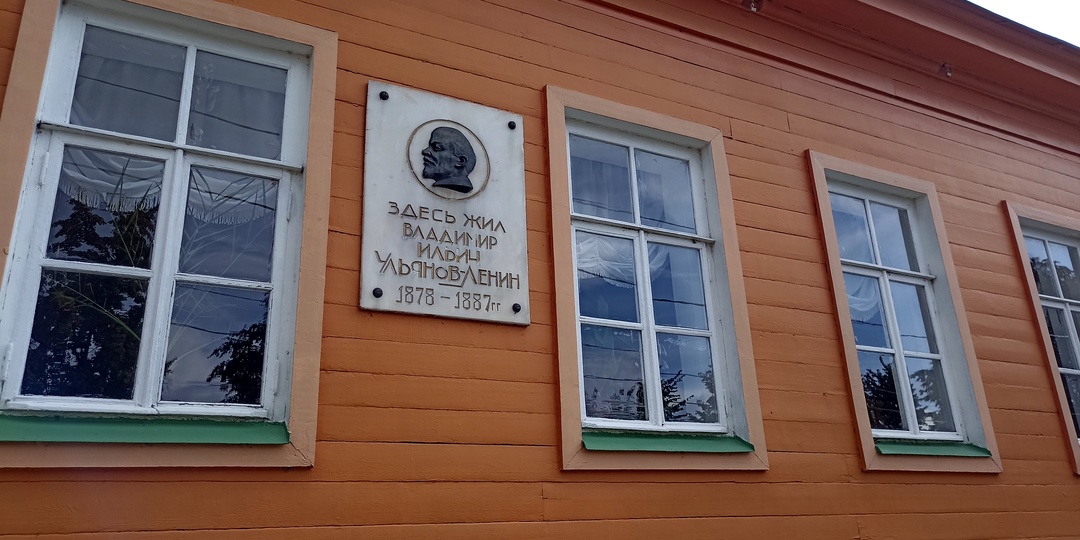 ЗДЕСЬ ЖИЛ
ВЛАДИМИР
ИЛЬИЧ
УЛЬЯНОВ-ЛЕНИН
1878 - 1887гг